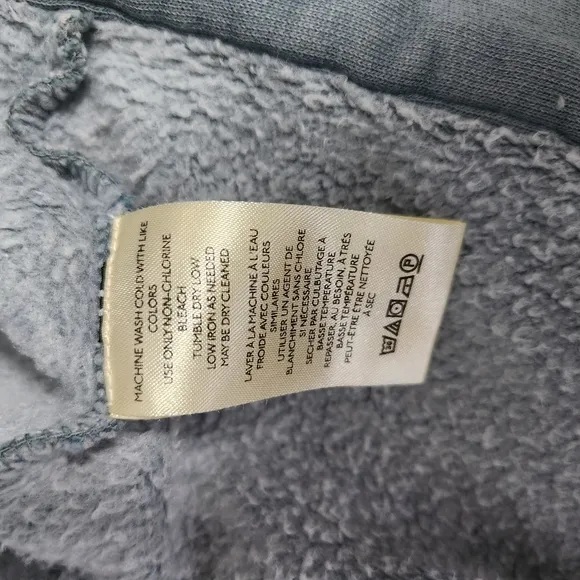 MACHINE WASH COLD WITH LIKE
COLORS
USE ONLY NON-CHLORINE
BLEACH
TUMBLE DRY LOW
LOW IRON AS NEEDED
MAY BE DRY CLEANED
LAVER À LA MACHINE À L'EAU
FROIDE AVEC COULEURS
SIMILAIRES
UTILISER UN AGENT DE
BLANCHIMENT SANS CHLORE
SI NÉCESSAIRE
SECHER PAR CULBUTAGE À
BASSE TEMPÉRATURE
REPASSER, AU BESOIN, À TRÈS
BASSE TEMPÉRATURE
PEUT-ÊTRE ÊTRE NETTOYÉE
À SEC
P